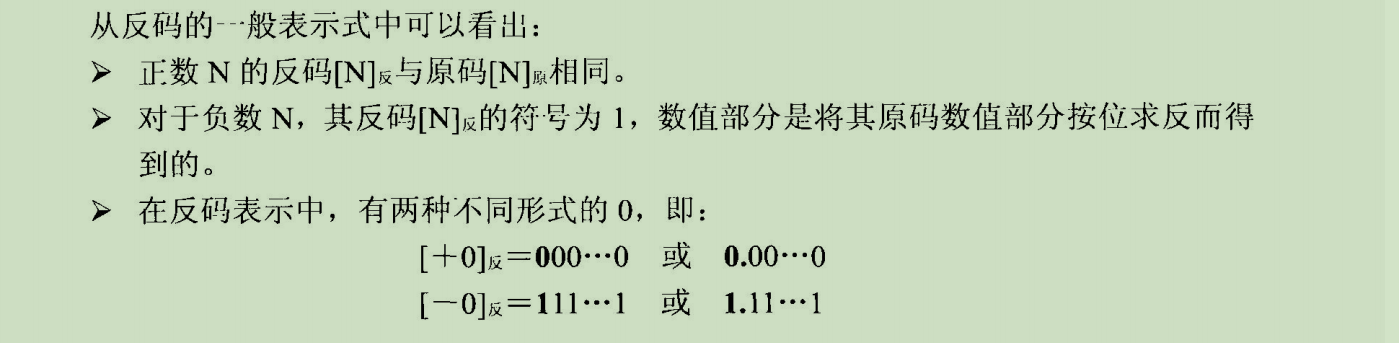 从反码的一般表示式中可以看出：
➢ 正数 N 的反码[N]反与原码[N]原相同。
➢ 对于负数 N，其反码[N]反的符号为 1，数值部分是将其原码数值部分按位求反而得
到的。
➢ 在反码表示中，有两种不同形式的 0，即：
[＋0]反＝000…0 或 0.00…0
[－0]反＝111…1 或 1.11…1